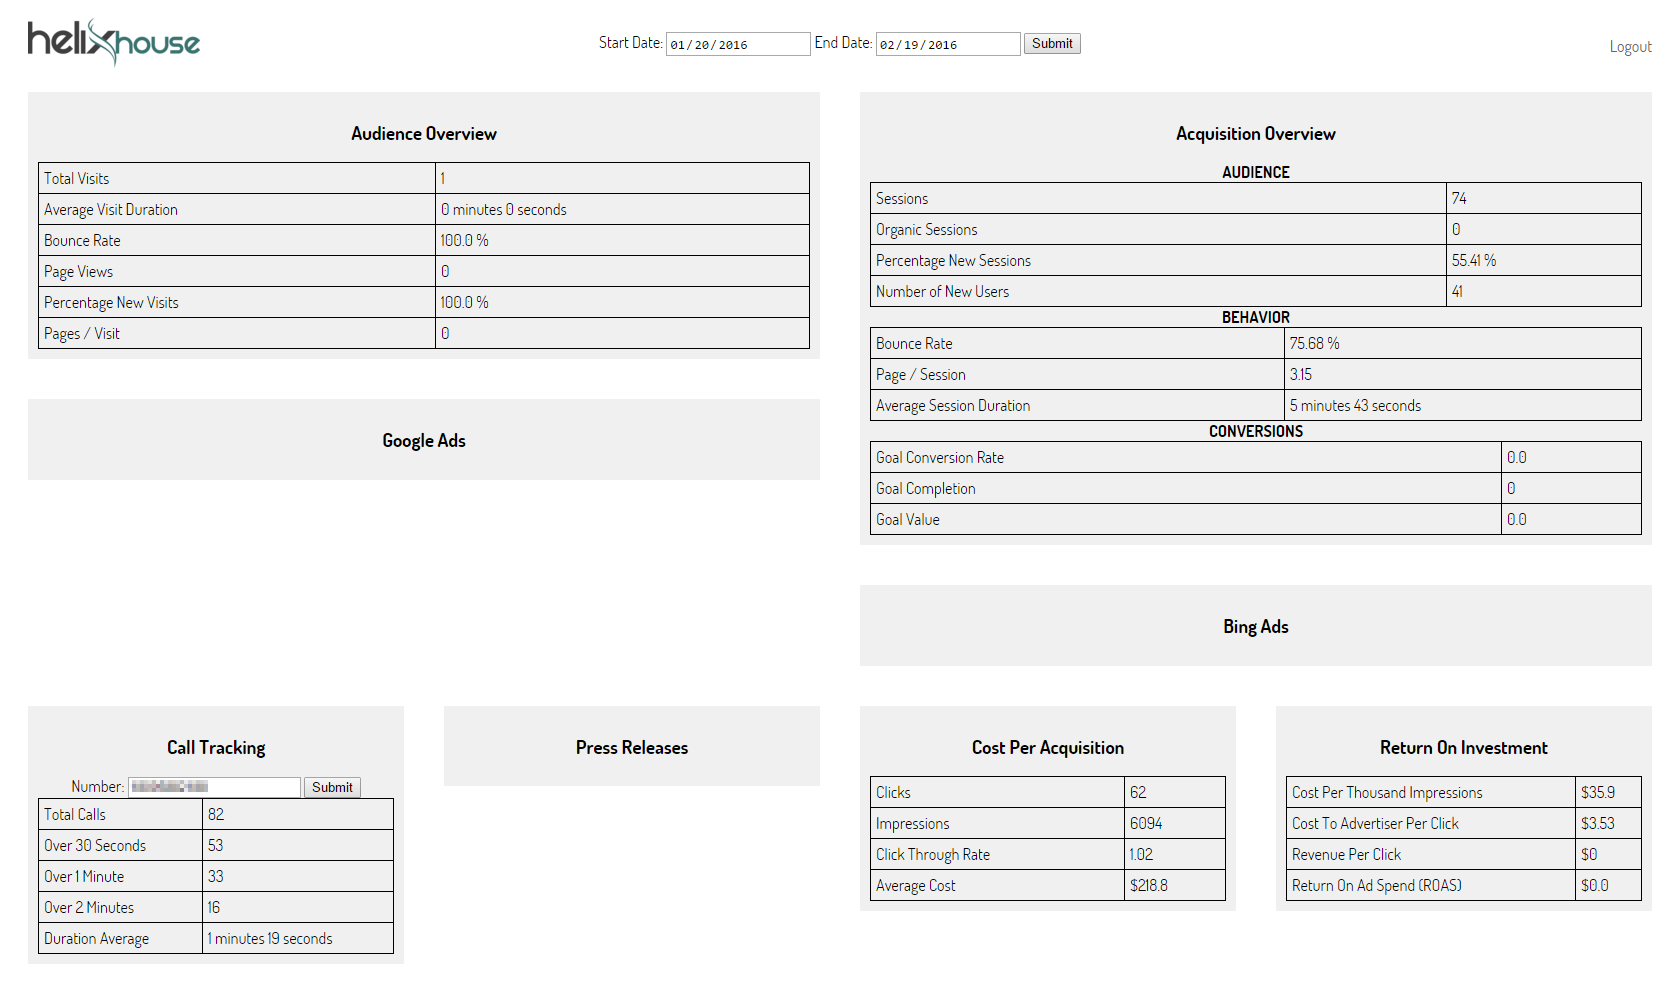 helixhouse
Start Date: 01/20/2016 End Date: 02/19/2016 Submit
Logout
Audience Overview
Total Visits 1
Average Visit Duration 0 minutes 0 seconds
Bounce Rate 100.0 %
Page Views 0
Percentage New Visits 100.0 %
Pages / Visit 0
Acquisition Overview
AUDIENCE
Sessions 74
Organic Sessions 0
Percentage New Sessions 55.41 %
Number of New Users 41
BEHAVIOR
Bounce Rate 75.68 %
Page / Session 3.15
Average Session Duration 5 minutes 43 seconds
CONVERSIONS
Goal Conversion Rate 0.0
Goal Completion 0
Goal Value 0.0
Google Ads
Bing Ads
Call Tracking
Number: Submit
Total Calls 82
Over 30 Seconds 53
Over 1 Minute 33
Over 2 Minutes 16
Duration Average 1 minutes 19 seconds
Press Releases
Cost Per Acquisition
Clicks 62
Impressions 6094
Click Through Rate 1.02
Average Cost $218.8
Return On Investment
Cost Per Thousand Impressions $35.9
Cost To Advertiser Per Click $3.53
Revenue Per Click $0
Return On Ad Spend (ROAS) $0.0